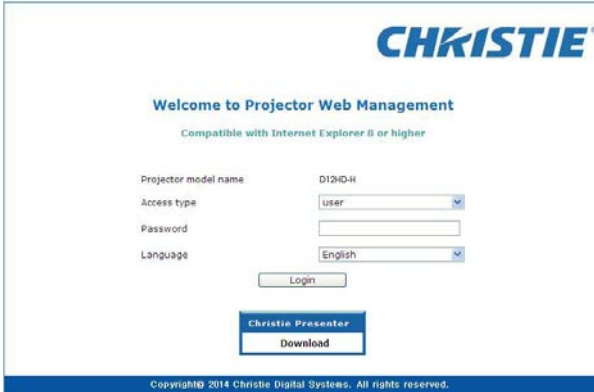 CHRISTIE
Welcome to Projector Web Management
Compatible with Internet Explorer 8 or higher
Projector model name D12HD-H
Access type user
Password
Language English
Login
Christie Presenter
Download
Copyright© 2014 Christie Digital Systems. All rights reserved.